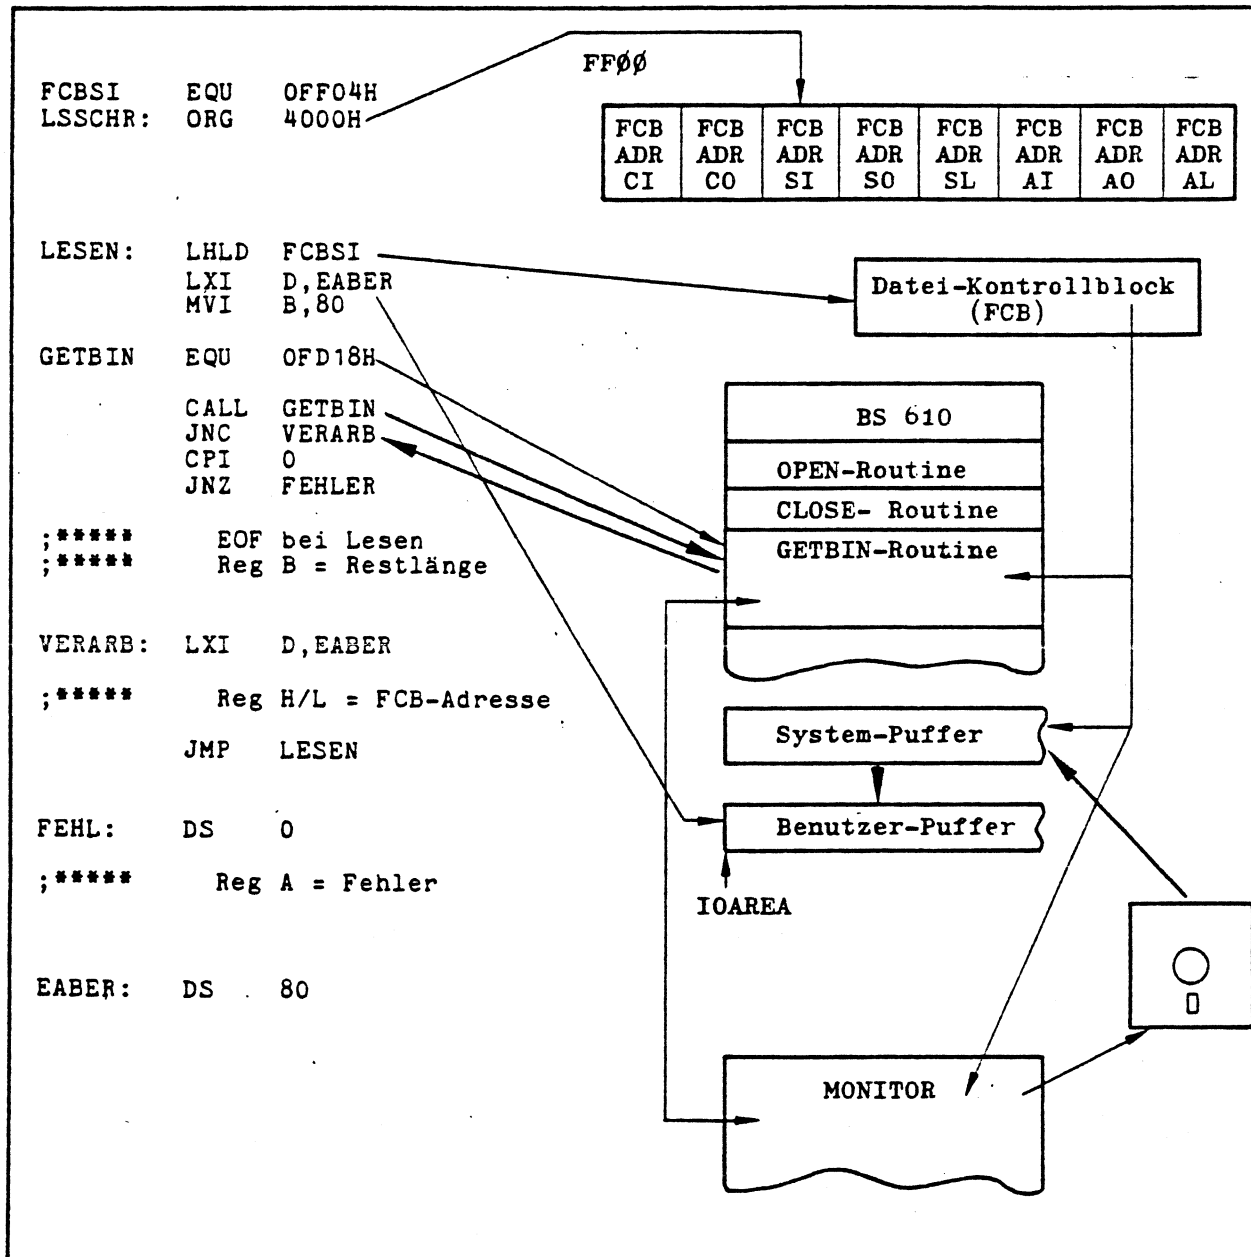 FFØØ
FCBSI EQU OFF04H
LSSCHR: ORG 4000H
FCB FCB FCB FCB FCB FCB FCB FCB
ADR ADR ADR ADR ADR ADR ADR ADR
CI CO SI SO SL AI AO AL
LESEN: LHLD FCBSI
LXI D,EABER
MVI B,80
Datei-Kontrollblock
(FCB)
GETBIN EQU OFD18H
CALL GETBIN
JNC VERARB
CPI 0
JNZ FEHLER
;***** EOF bei Lesen
;***** Reg B = Restlänge
VERARB: LXI D,EABER
;***** Reg H/L = FCB-Adresse
JMP LESEN
FEHL: DS 0
;***** Reg A = Fehler
EABER: DS 80
BS 610
OPEN-Routine
CLOSE- Routine
GETBIN-Routine
System-Puffer
Benutzer-Puffer
IOAREA
MONITOR